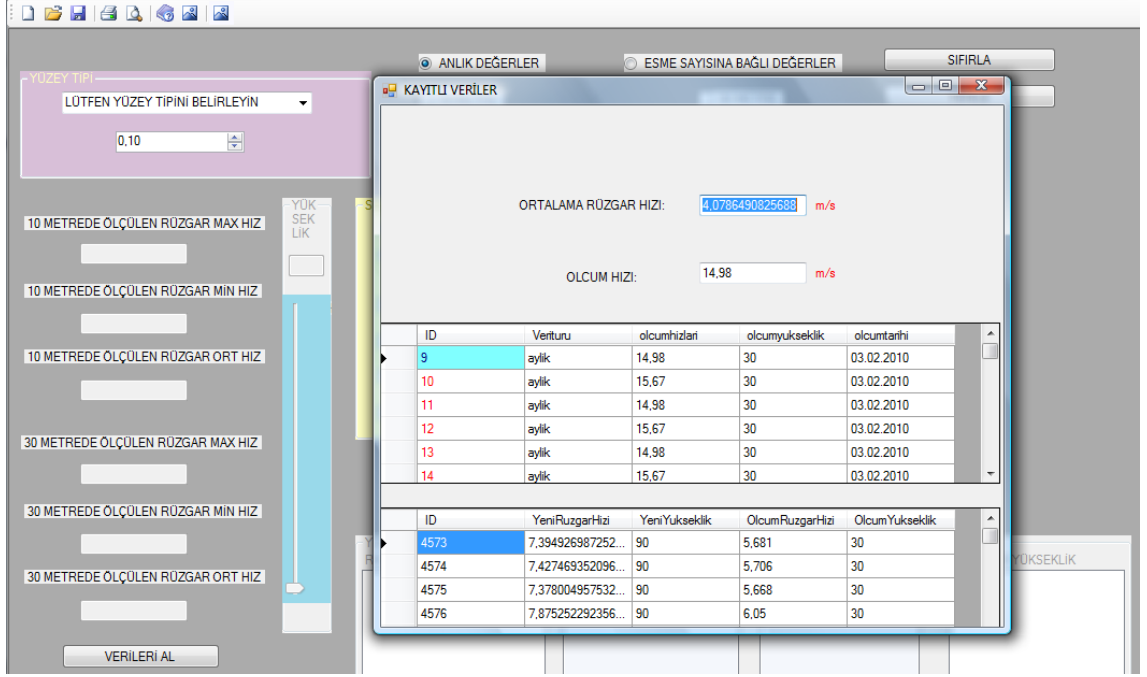 ANLIK DEĞERLER
ESME SAYISINA BAĞLI DEĞERLER
SIFIRLA
YÜZEY TİPİ
LÜTFEN YÜZEY TİPİNİ BELİRLEYİN
0,10
KAYITLI VERİLER
ORTALAMA RÜZGAR HIZI: 4,0786490825688 m/s
OLCUM HIZI: 14,98 m/s
YÜK
SEK
LİK
10 METREDE ÖLÇÜLEN RÜZGAR MAX HIZ
10 METREDE ÖLÇÜLEN RÜZGAR MİN HIZ
10 METREDE ÖLÇÜLEN RÜZGAR ORT HIZ
30 METREDE ÖLÇÜLEN RÜZGAR MAX HIZ
30 METREDE ÖLÇÜLEN RÜZGAR MİN HIZ
30 METREDE ÖLÇÜLEN RÜZGAR ORT HIZ
VERİLERİ AL
ID Verituru olcumhizlari olcumyukseklik olcumtarihi
9 aylik 14,98 30 03.02.2010
10 aylik 15,67 30 03.02.2010
11 aylik 14,98 30 03.02.2010
12 aylik 15,67 30 03.02.2010
13 aylik 14,98 30 03.02.2010
14 aylik 15,67 30 03.02.2010
ID YeniRuzgarHizi YeniYukseklik OlcumRuzgarHizi OlcumYukseklik
4573 7,394926987252... 90 5,681 30
4574 7,427469352096... 90 5,706 30
4575 7,378004957532... 90 5,668 30
4576 7,875252292356... 90 6,05 30
YÜKSEKLİK